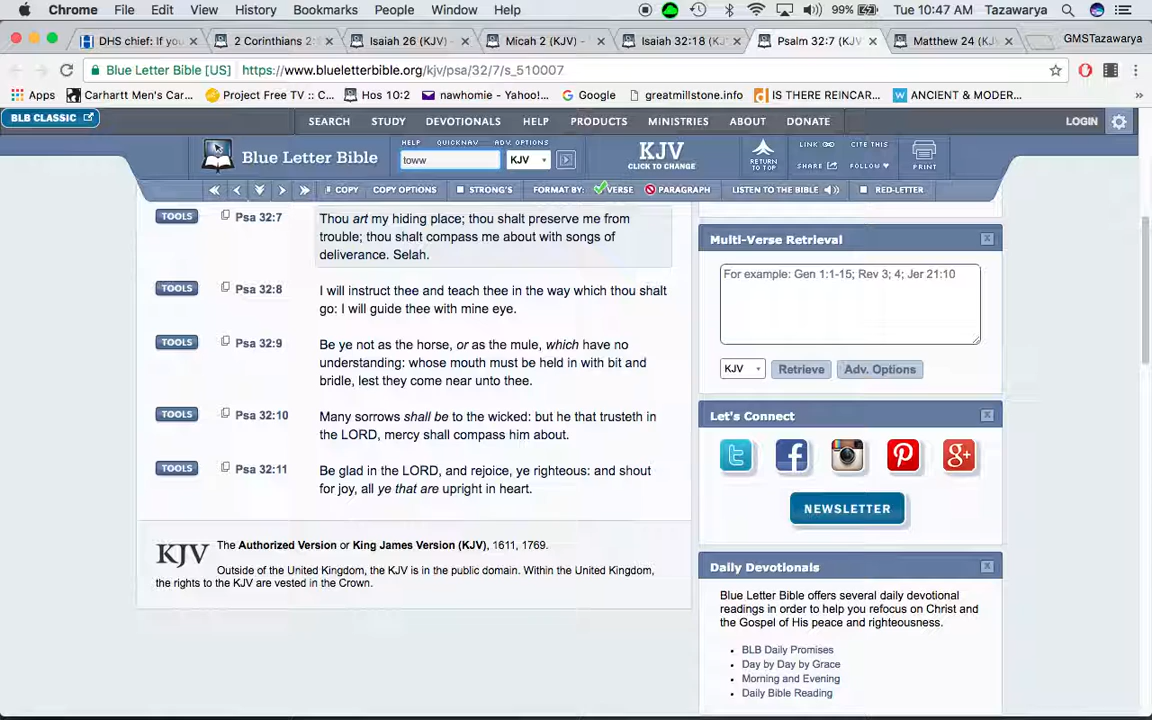 Chrome File Edit View History Bookmarks People Window Help 99% Tue 10:47 AM Tazawarya
DHS chief: If you 2 Corinthians 2: Isaiah 26 (KJV) - Micah 2 (KJV) - Isaiah 32:18 (KJV Psalm 32:7 (KJV Matthew 24 (KJV GMSTazawarya
Blue Letter Bible [US] https://www.blueletterbible.org/kjv/psa/32/7/s_510007
Apps Carhartt Men's Car... Project Free TV :: C... Hos 10:2 nawhomie - Yahoo!... Google greatmillstone.info IS THERE REINCAR... ANCIENT & MODER... »
BLB CLASSIC SEARCH STUDY DEVOTIONALS HELP PRODUCTS MINISTRIES ABOUT DONATE LOGIN
HELP QUICKNAV ADV. OPTIONS
Blue Letter Bible toww KJV
KJV
CLICK TO CHANGE
RETURN
TO TOP
LINK CITE THIS
SHARE FOLLOW
PRINT
COPY COPY OPTIONS STRONG'S FORMAT BY: VERSE PARAGRAPH LISTEN TO THE BIBLE RED-LETTER
TOOLS Psa 32:7 Thou art my hiding place; thou shalt preserve me from
trouble; thou shalt compass me about with songs of
deliverance. Selah.
TOOLS Psa 32:8 I will instruct thee and teach thee in the way which thou shalt
go: I will guide thee with mine eye.
TOOLS Psa 32:9 Be ye not as the horse, or as the mule, which have no
understanding: whose mouth must be held in with bit and
bridle, lest they come near unto thee.
TOOLS Psa 32:10 Many sorrows shall be to the wicked: but he that trusteth in
the LORD, mercy shall compass him about.
TOOLS Psa 32:11 Be glad in the LORD, and rejoice, ye righteous: and shout
for joy, all ye that are upright in heart.
KJV The Authorized Version or King James Version (KJV), 1611, 1769.
Outside of the United Kingdom, the KJV is in the public domain. Within the United Kingdom,
the rights to the KJV are vested in the Crown.
Multi-Verse Retrieval
For example: Gen 1:1-15; Rev 3; 4; Jer 21:10
KJV Retrieve Adv. Options
Let's Connect
NEWSLETTER
Daily Devotionals
Blue Letter Bible offers several daily devotional
readings in order to help you refocus on Christ and
the Gospel of His peace and righteousness.
BLB Daily Promises
Day by Day by Grace
Morning and Evening
Daily Bible Reading